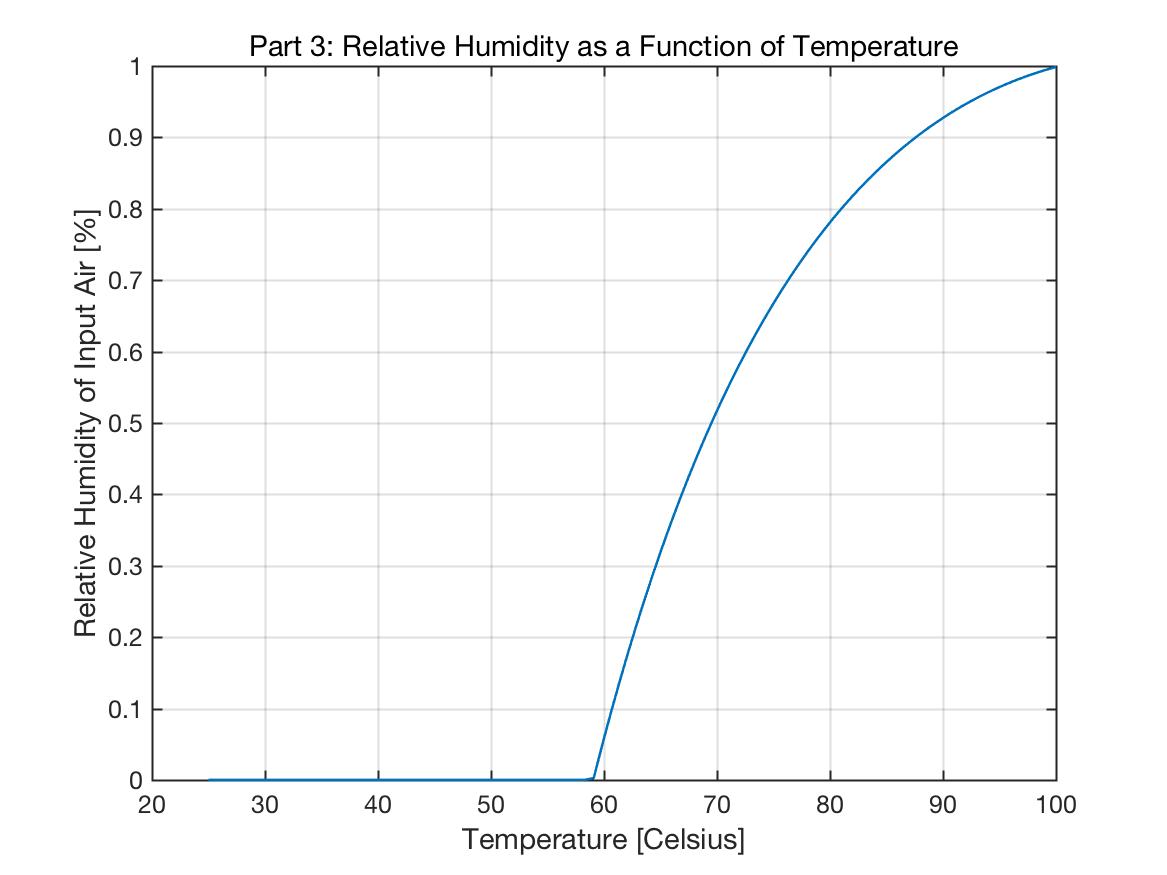 Part 3: Relative Humidity as a Function of Temperature
1
0.9
0.8
0.7
0.6
0.5
0.4
0.3
0.2
0.1
0
Relative Humidity of Input Air [%]
20 30 40 50 60 70 80 90 100
Temperature [Celsius]